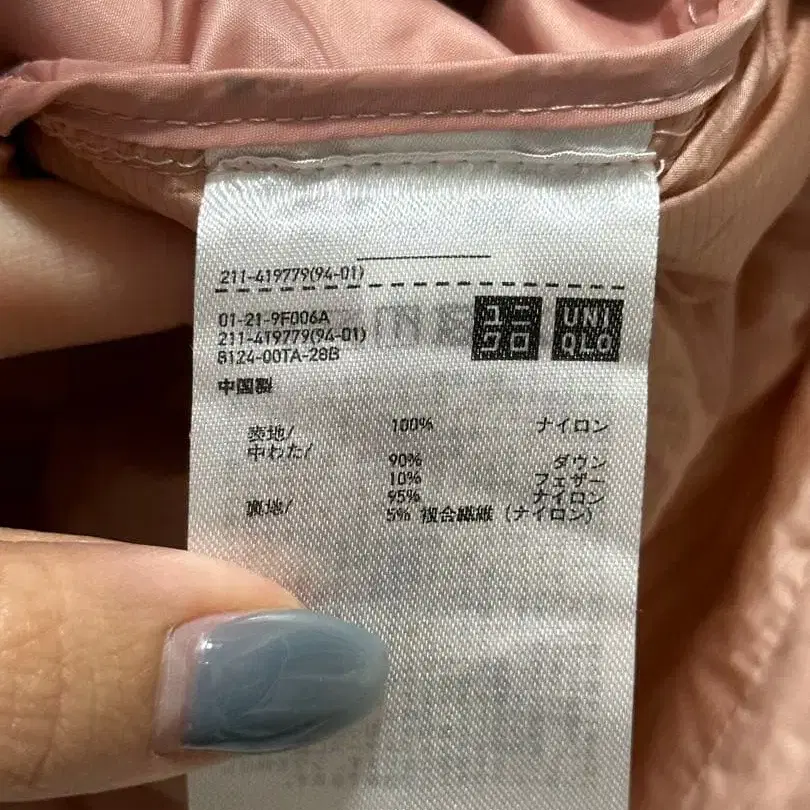 211-419779(94-01)
01-21-9F006A
211-419779(94-01)
8124-00TA-28B
ユニ
クロ
UNI
QLO
中国製
表地/ 100% ナイロン
中わた/
90% ダウン
10% フェザー
裏地/ 95% ナイロン
5% 複合繊維 (ナイロン)